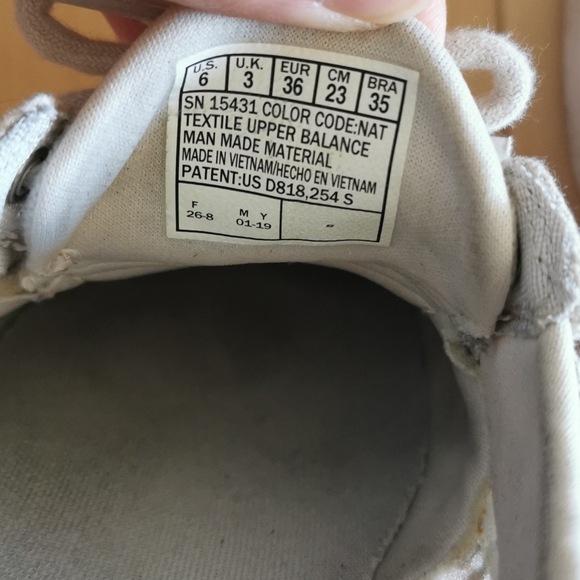 U.S. U.K. EUR CM BRA
6 3 36 23 35
SN 15431 COLOR CODE:NAT
TEXTILE UPPER BALANCE
MAN MADE MATERIAL
MADE IN VIETNAM/HECHO EN VIETNAM
PATENT:US D818,254 S
F M Y
26-8 01-19